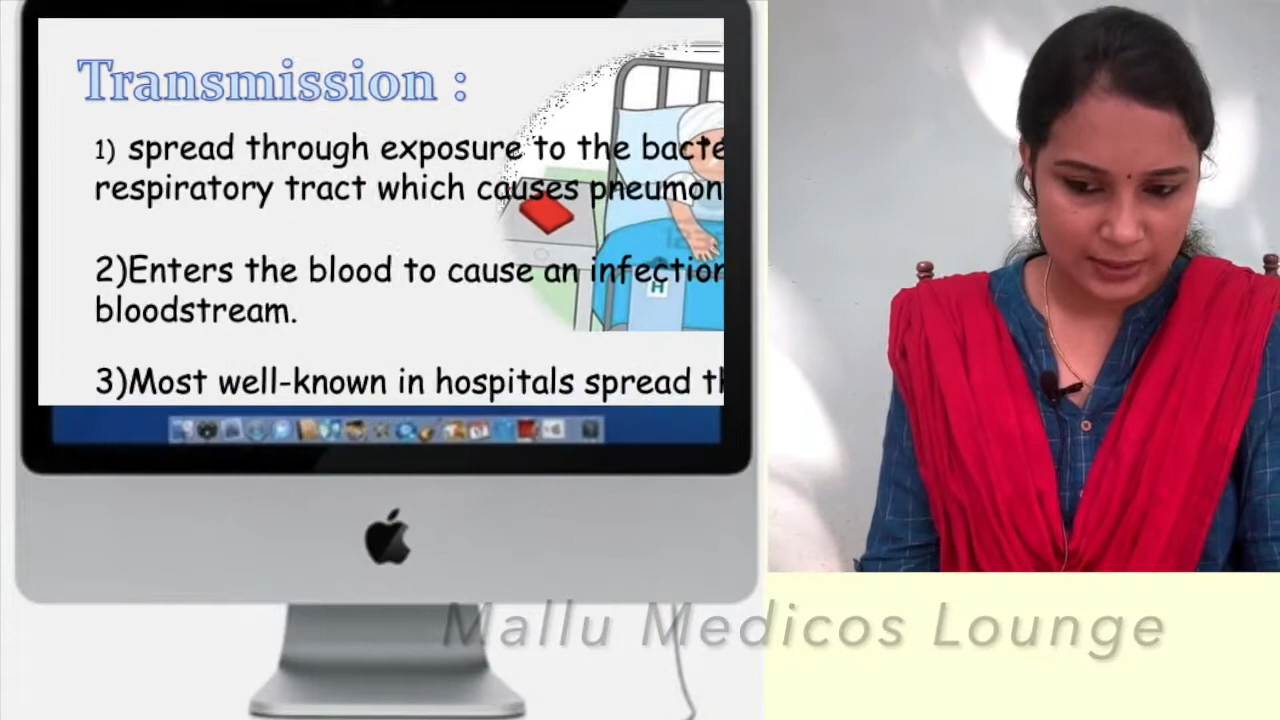 Transmission :
1) spread through exposure to the bacte
respiratory tract which causes pneumon
2)Enters the blood to cause an infection
bloodstream.
3)Most well-known in hospitals spread th
H
Mallu Medicos Lounge